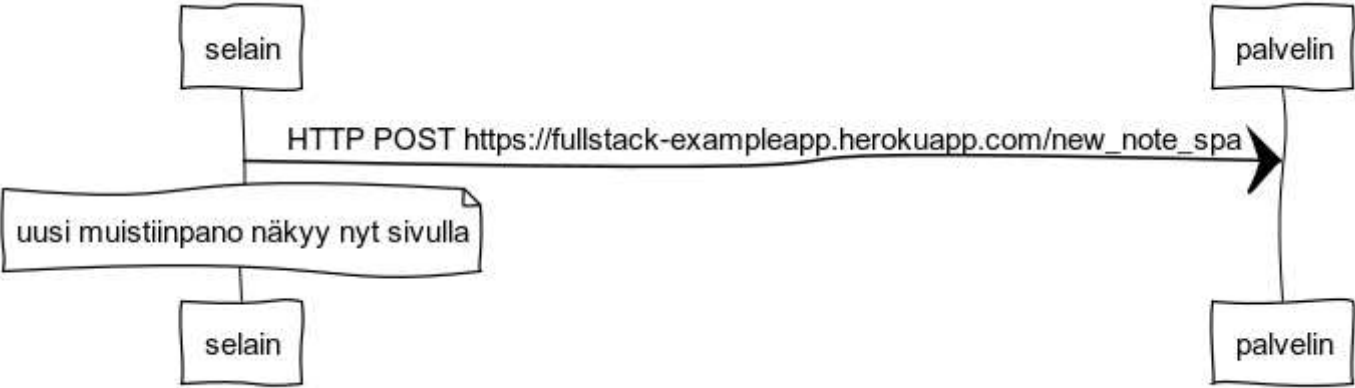 selain
palvelin
HTTP POST https://fullstack-exampleapp.herokuapp.com/new_note_spa
uusi muistiinpano näkyy nyt sivulla
selain
palvelin